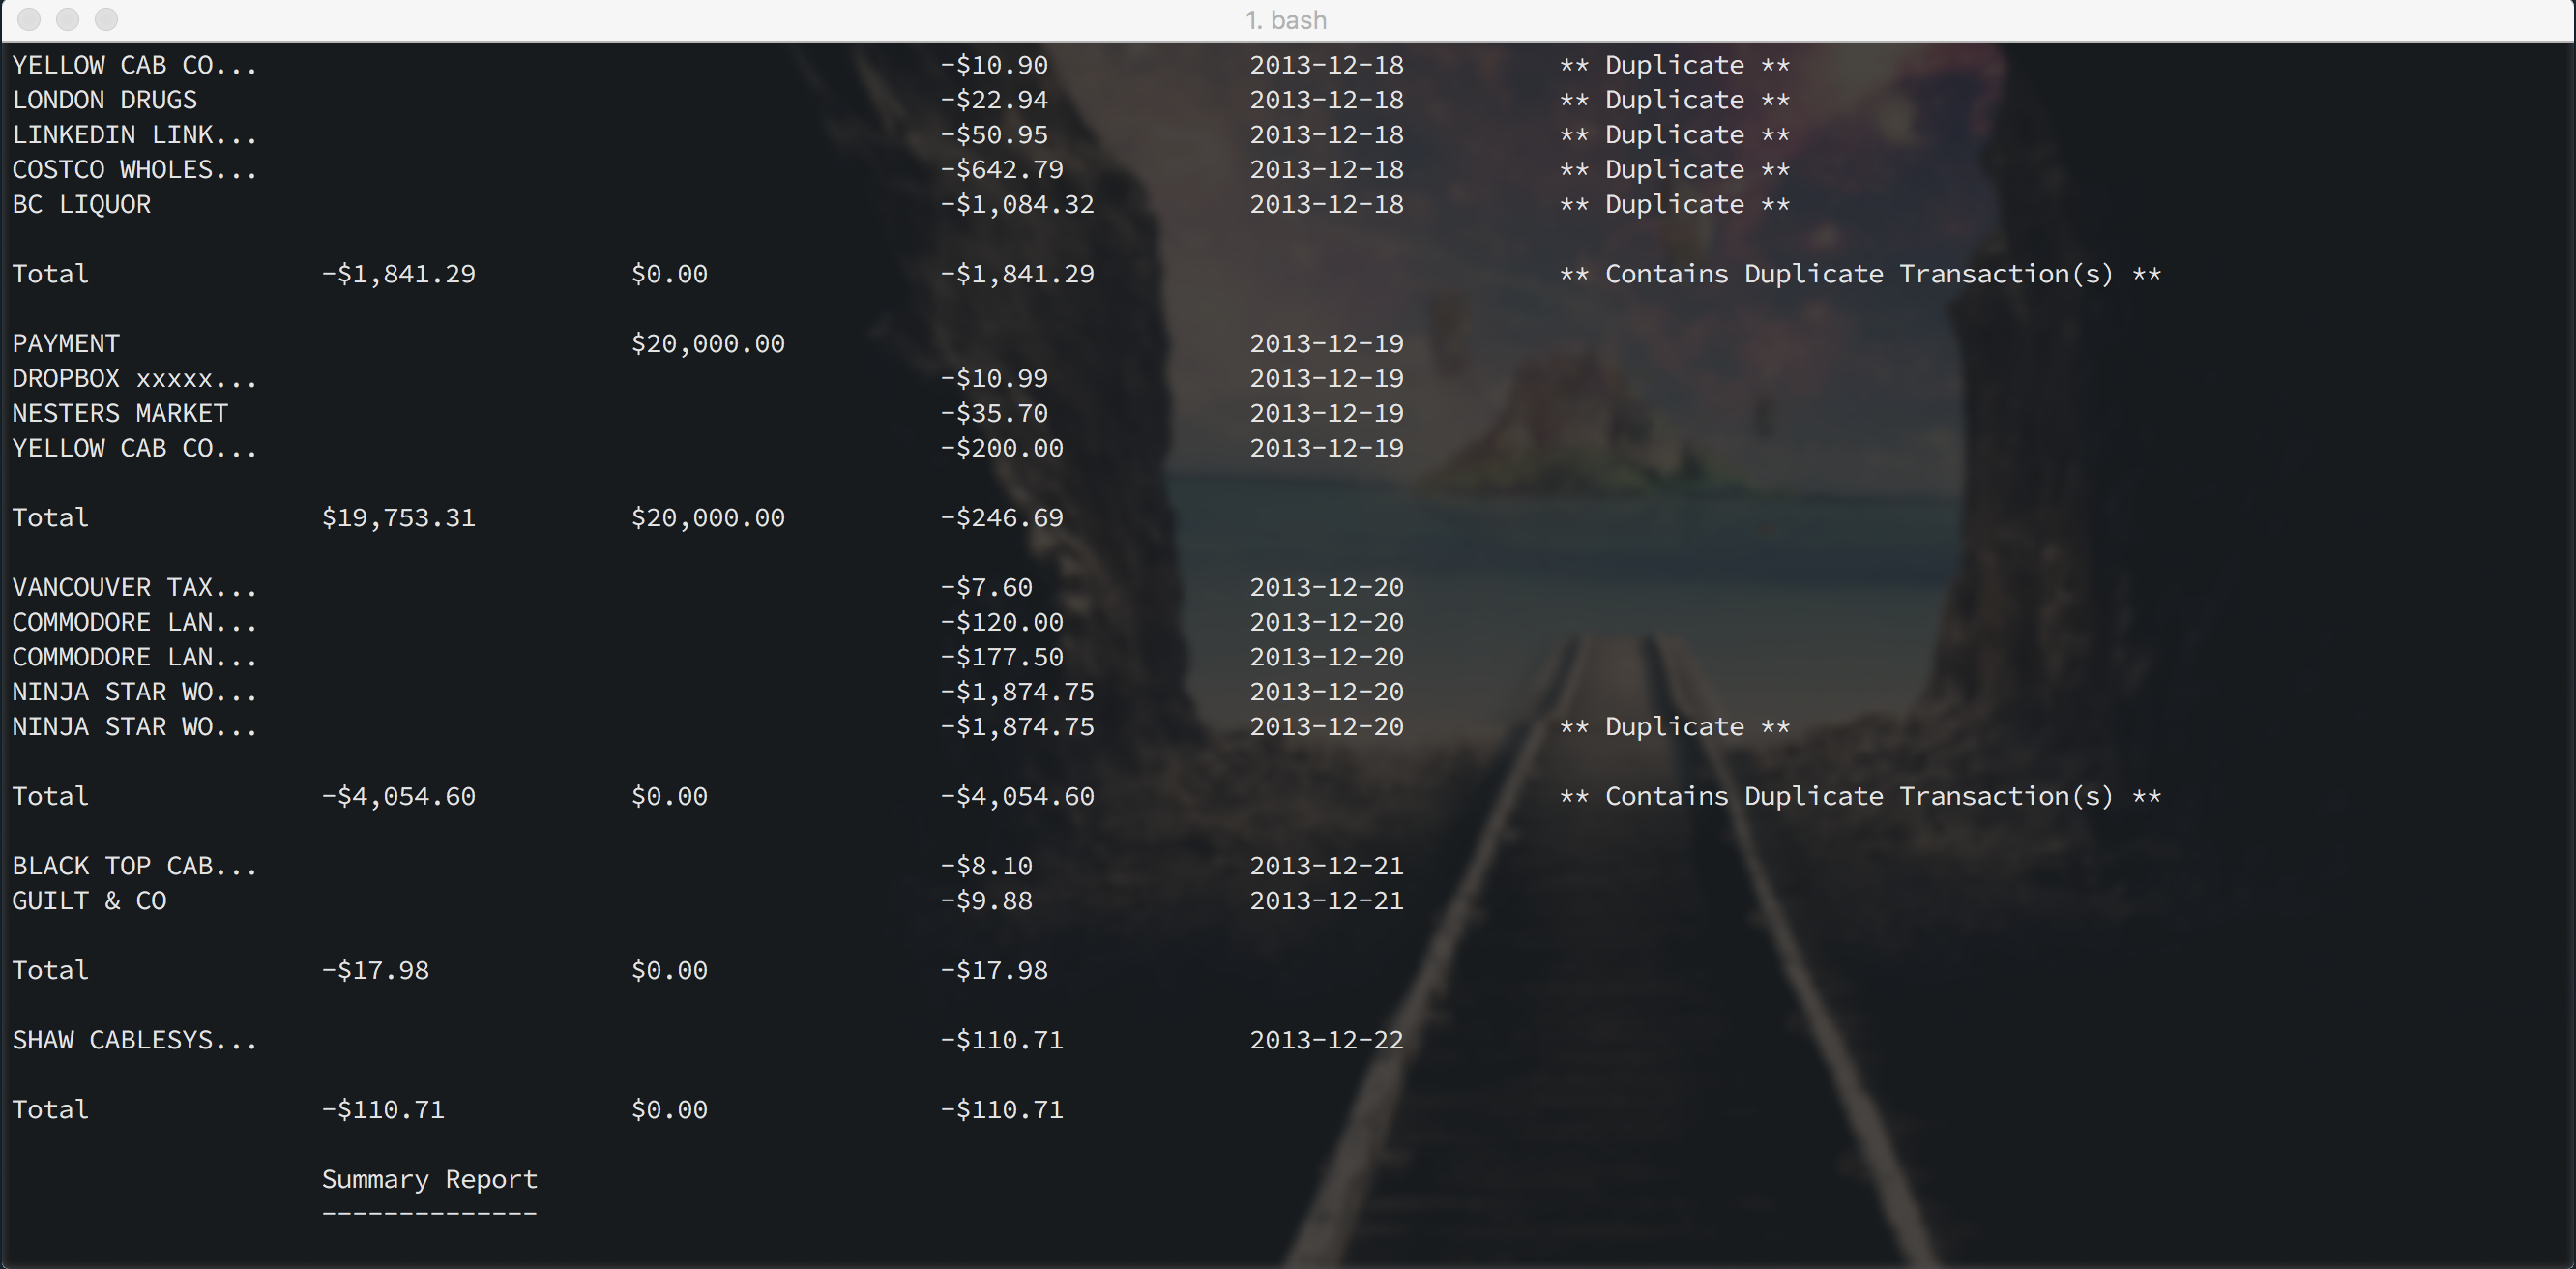 1. bash
YELLOW CAB CO... -$10.90 2013-12-18 ** Duplicate **
LONDON DRUGS -$22.94 2013-12-18 ** Duplicate **
LINKEDIN LINK... -$50.95 2013-12-18 ** Duplicate **
COSTCO WHOLES... -$642.79 2013-12-18 ** Duplicate **
BC LIQUOR -$1,084.32 2013-12-18 ** Duplicate **
Total -$1,841.29 $0.00 -$1,841.29 ** Contains Duplicate Transaction(s) **
PAYMENT $20,000.00 2013-12-19
DROPBOX xxxxx... -$10.99 2013-12-19
NESTERS MARKET -$35.70 2013-12-19
YELLOW CAB CO... -$200.00 2013-12-19
Total $19,753.31 $20,000.00 -$246.69
VANCOUVER TAX... -$7.60 2013-12-20
COMMODORE LAN... -$120.00 2013-12-20
COMMODORE LAN... -$177.50 2013-12-20
NINJA STAR WO... -$1,874.75 2013-12-20
NINJA STAR WO... -$1,874.75 2013-12-20 ** Duplicate **
Total -$4,054.60 $0.00 -$4,054.60 ** Contains Duplicate Transaction(s) **
BLACK TOP CAB... -$8.10 2013-12-21
GUILT & CO -$9.88 2013-12-21
Total -$17.98 $0.00 -$17.98
SHAW CABLESYS... -$110.71 2013-12-22
Total -$110.71 $0.00 -$110.71
Summary Report
--------------